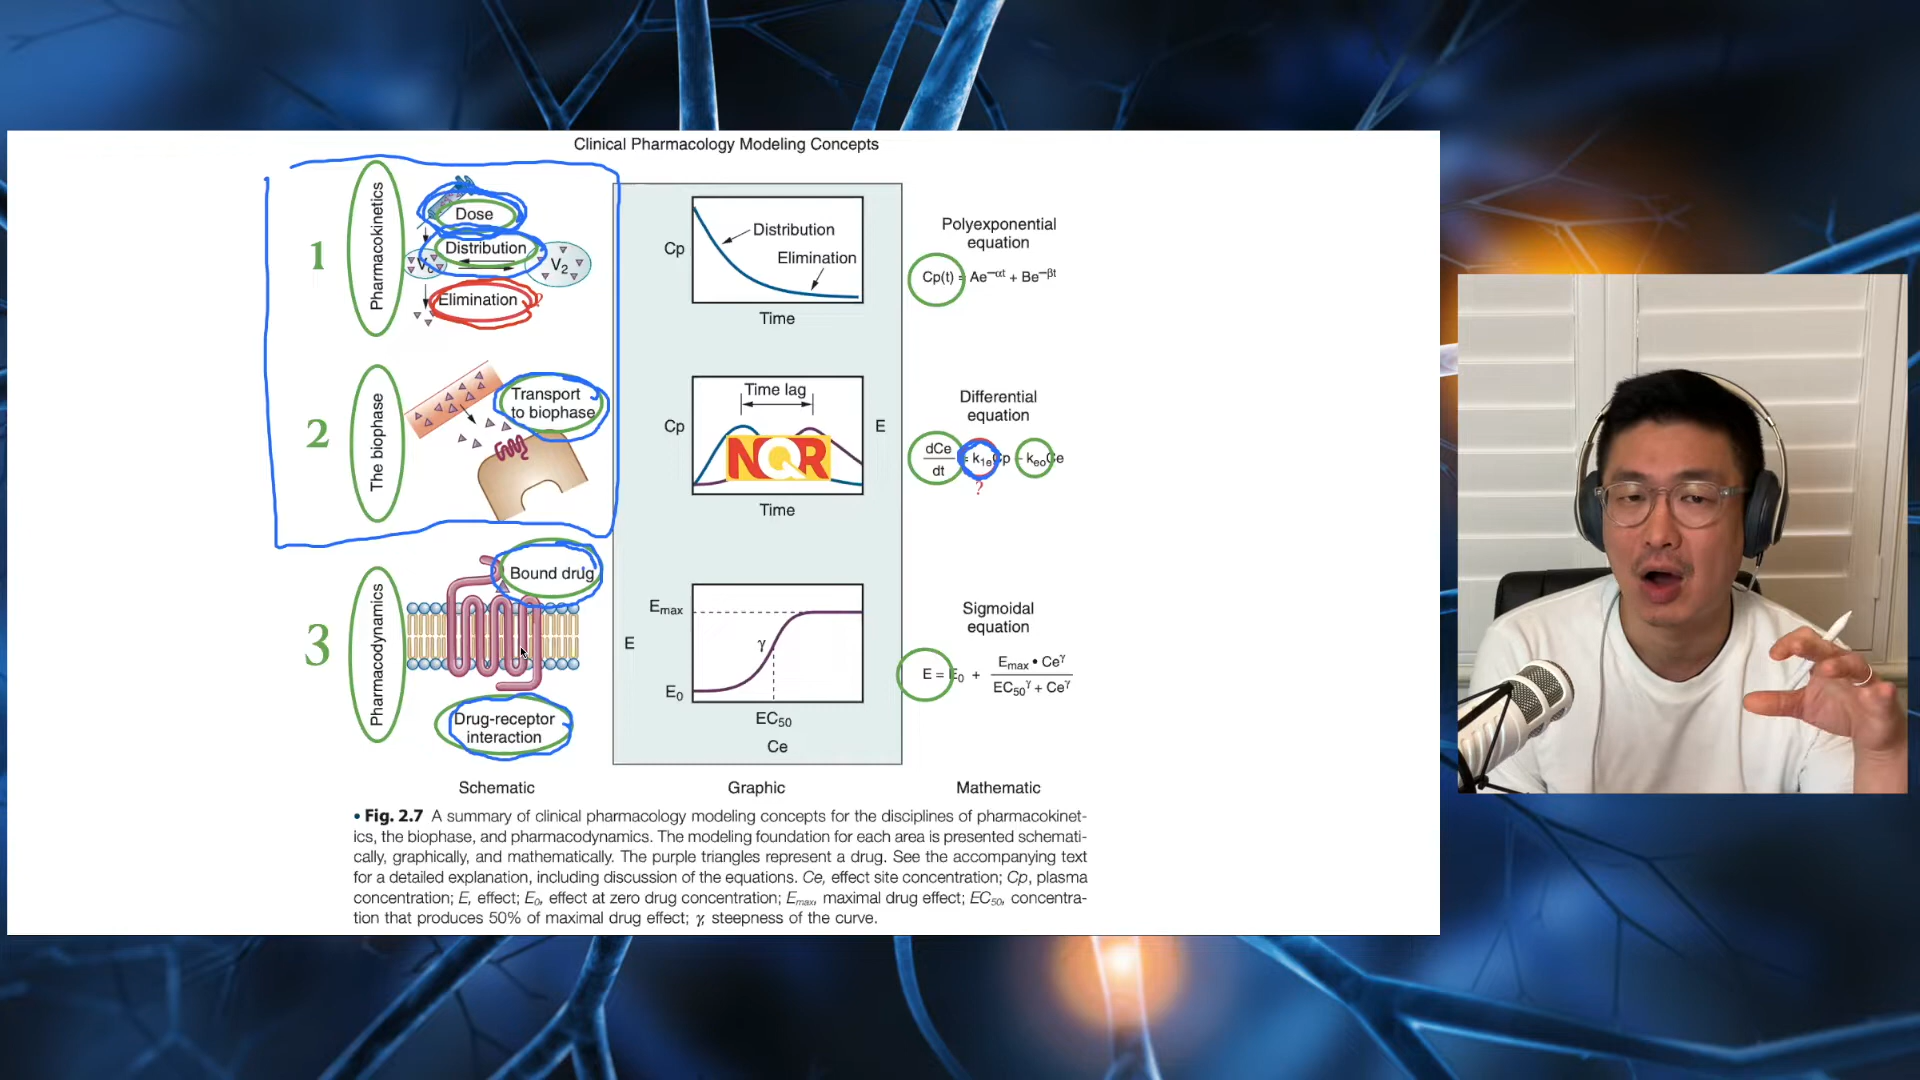 Clinical Pharmacology Modeling Concepts
1
Pharmacokinetics
Dose
Distribution
V2
Elimination
?
Cp
Distribution
Elimination
Time
Polyexponential
equation
Cp(t) = Ae−αt + Be−βt
2
The biophase
Transport
to biophase
Time lag
Cp
E
NQR
Time
Differential
equation
dCe
dt
= k1eCp − keoCe
?
3
Pharmacodynamics
Bound drug
Drug-receptor
interaction
Emax
E
γ
E0
EC50
Ce
Sigmoidal
equation
E = E0 +
Emax • Ceγ
EC50γ + Ceγ
Schematic
Graphic
Mathematic
• Fig. 2.7 A summary of clinical pharmacology modeling concepts for the disciplines of pharmacokinet-
ics, the biophase, and pharmacodynamics. The modeling foundation for each area is presented schemati-
cally, graphically, and mathematically. The purple triangles represent a drug. See the accompanying text
for a detailed explanation, including discussion of the equations. Ce, effect site concentration; Cp, plasma
concentration; E, effect; E0, effect at zero drug concentration; Emax, maximal drug effect; EC50, concentra-
tion that produces 50% of maximal drug effect; γ, steepness of the curve.